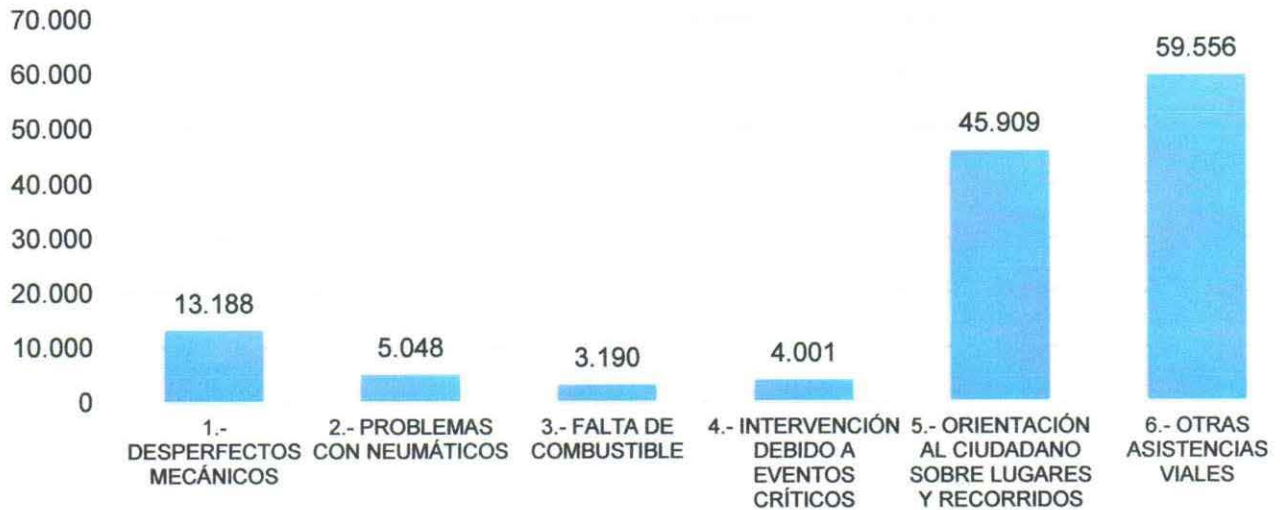 70.000
60.000
50.000
40.000
30.000
20.000
10.000
0
13.188
5.048
3.190
4.001
45.909
59.556
1.-
DESPERFECTOS
MECÁNICOS
2.- PROBLEMAS
CON NEUMÁTICOS
3.- FALTA DE
COMBUSTIBLE
4.- INTERVENCIÓN
DEBIDO A
EVENTOS
CRÍTICOS
5.- ORIENTACIÓN
AL CIUDADANO
SOBRE LUGARES
Y RECORRIDOS
6.- OTRAS
ASISTENCIAS
VIALES